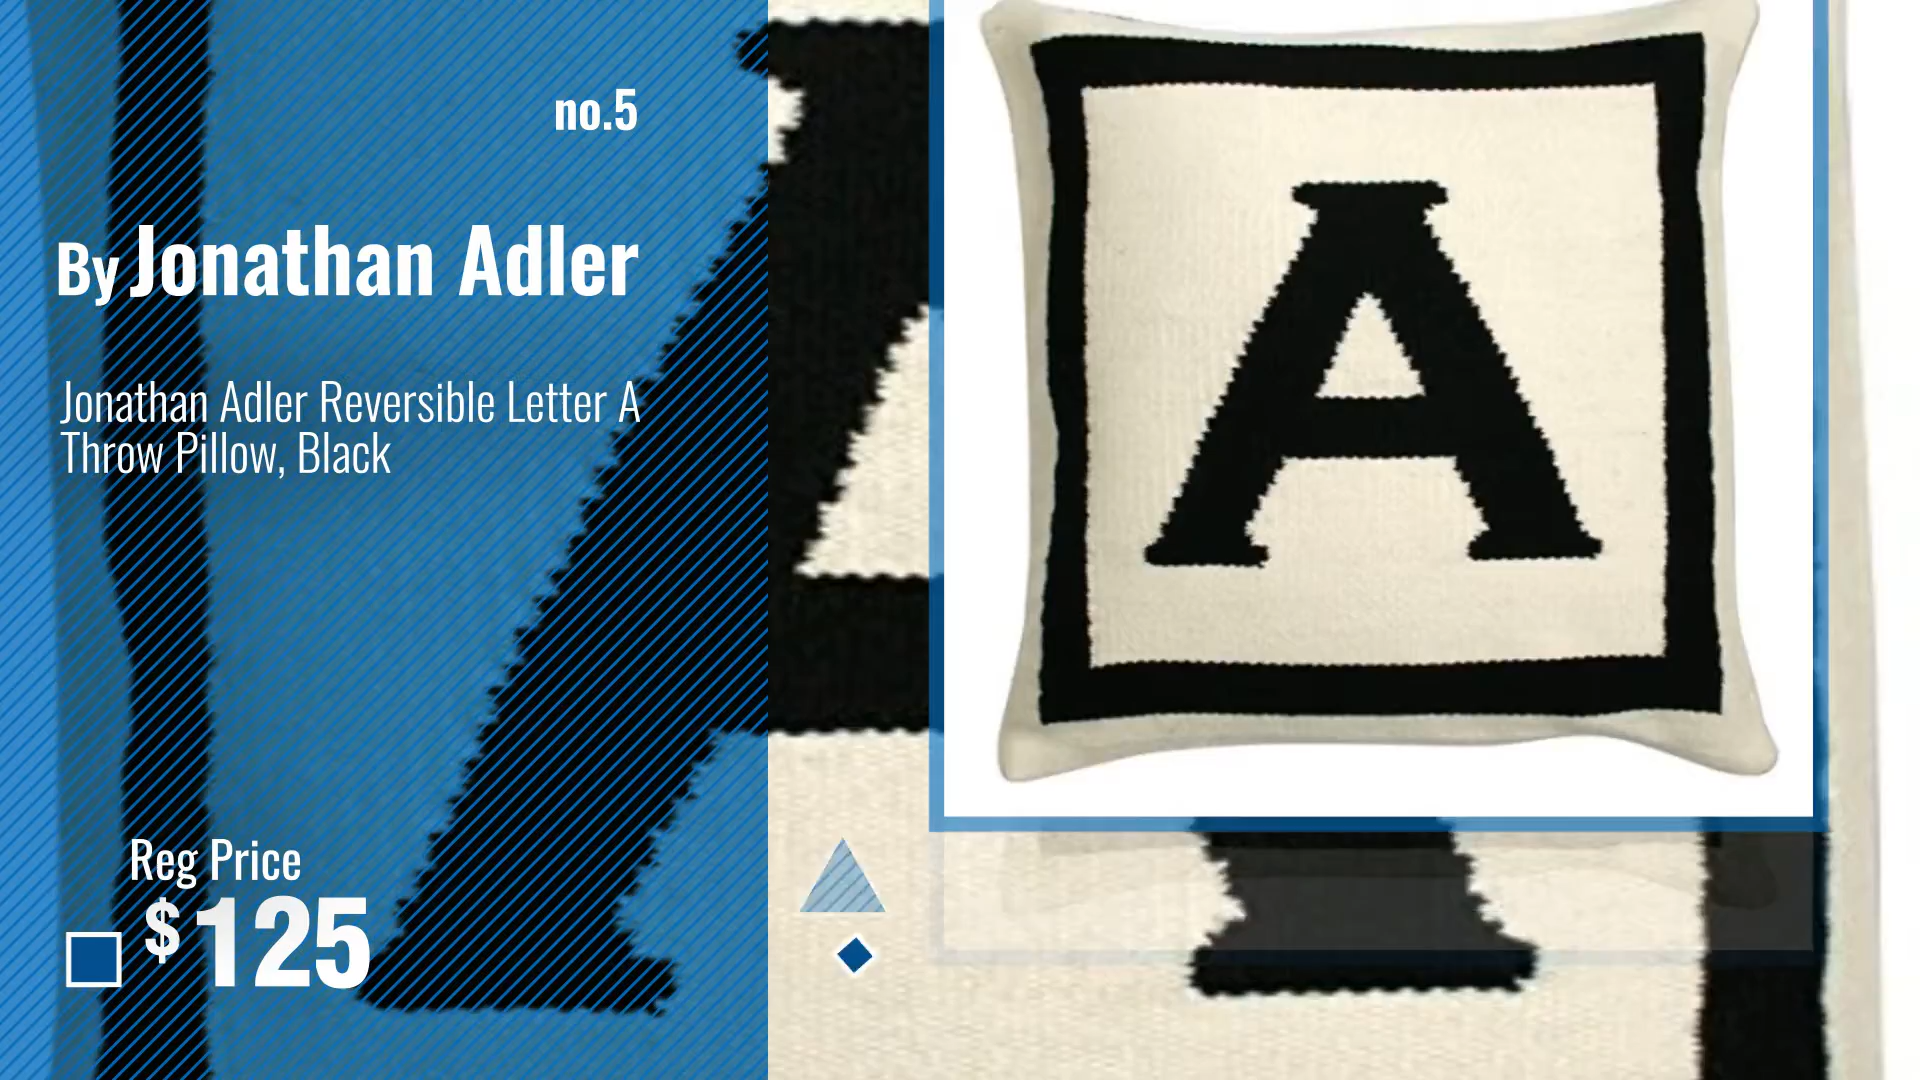 no.5
By Jonathan Adler
Jonathan Adler Reversible Letter A
Throw Pillow, Black
Reg Price
$125
A